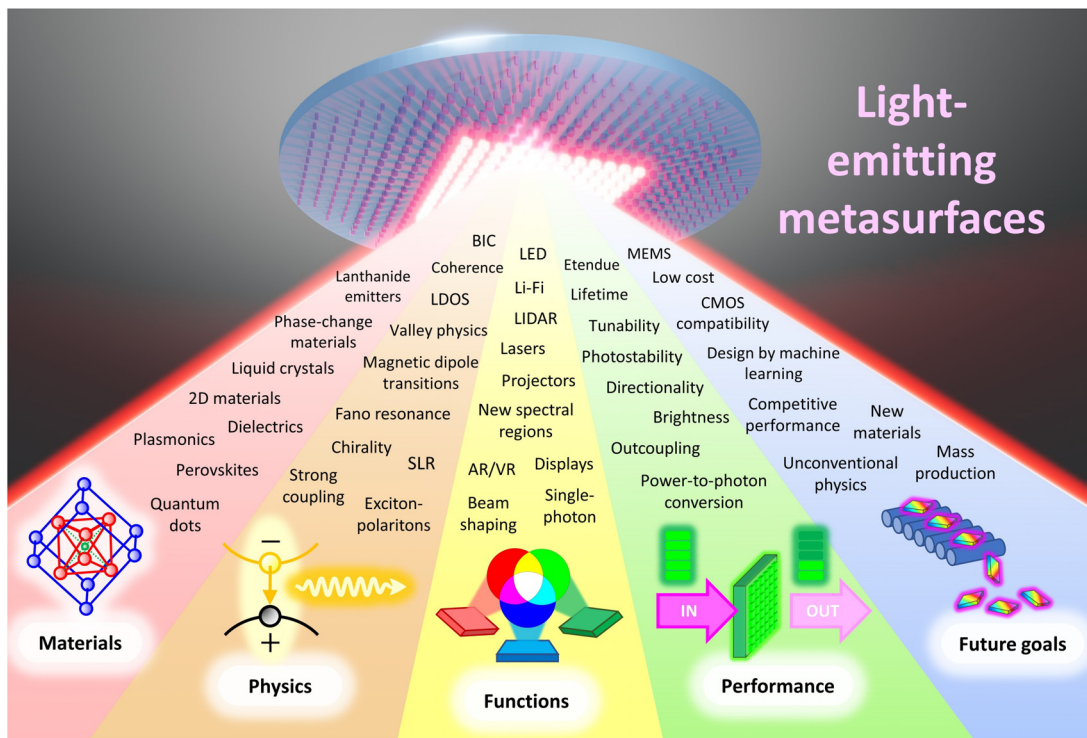 Light-
emitting
metasurfaces
Lanthanide
emitters
Phase-change
materials
Liquid crystals
2D materials
Dielectrics
Plasmonics
Perovskites
Quantum
dots
Materials
BIC
Coherence
LDOS
Valley physics
Magnetic dipole
transitions
Fano resonance
Chirality
SLR
Strong
coupling
Exciton-
polaritons
−
+
Physics
LED
Li-Fi
LIDAR
Lasers
Projectors
New spectral
regions
AR/VR
Displays
Beam
shaping
Single-
photon
Functions
Etendue
Lifetime
Tunability
Photostability
Directionality
Brightness
Outcoupling
Power-to-photon
conversion
IN
OUT
Performance
MEMS
Low cost
CMOS
compatibility
Design by machine
learning
Competitive
performance
New
materials
Unconventional
physics
Mass
production
Future goals